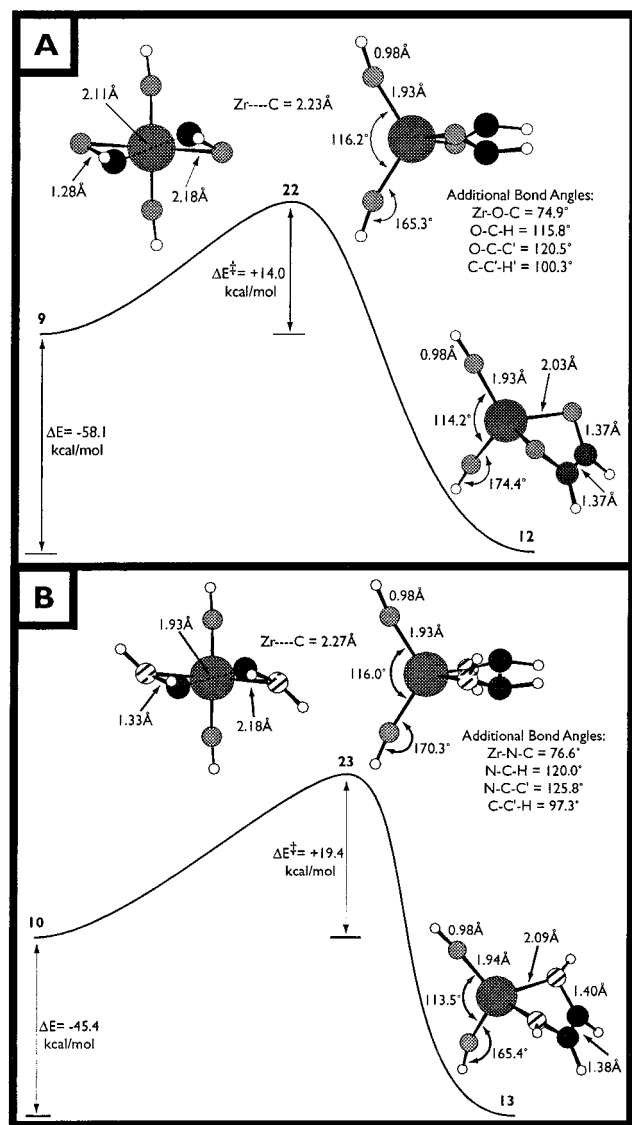 A
0.98Å
2.11Å
Zr----C = 2.23Å
1.93Å
116.2°
1.28Å
2.18Å
165.3°
22
Additional Bond Angles:
Zr-O-C = 74.9°
O-C-H = 115.8°
O-C-C' = 120.5°
C-C'-H' = 100.3°
ΔE‡= +14.0
kcal/mol
9
0.98Å
1.93Å
2.03Å
114.2°
1.37Å
174.4°
1.37Å
ΔE= -58.1
kcal/mol
12
B
0.98Å
1.93Å
Zr----C = 2.27Å
1.93Å
116.0°
1.33Å
2.18Å
170.3°
Additional Bond Angles:
Zr-N-C = 76.6°
N-C-H = 120.0°
N-C-C' = 125.8°
C-C'-H = 97.3°
23
ΔE‡= +19.4
kcal/mol
10
0.98Å
2.09Å
1.94Å
1.40Å
113.5°
165.4°
1.38Å
ΔE= -45.4
kcal/mol
13